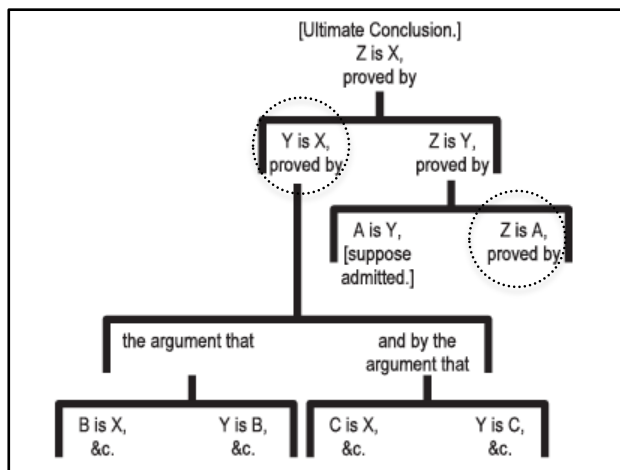 [Ultimate Conclusion.]
Z is X,
proved by
Y is X,
proved by
Z is Y,
proved by
A is Y,
[suppose
admitted.]
Z is A,
proved by
the argument that
and by the
argument that
B is X,
&c.
Y is B,
&c.
C is X,
&c.
Y is C,
&c.